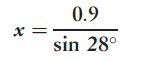 x = 0.9 / sin 28°